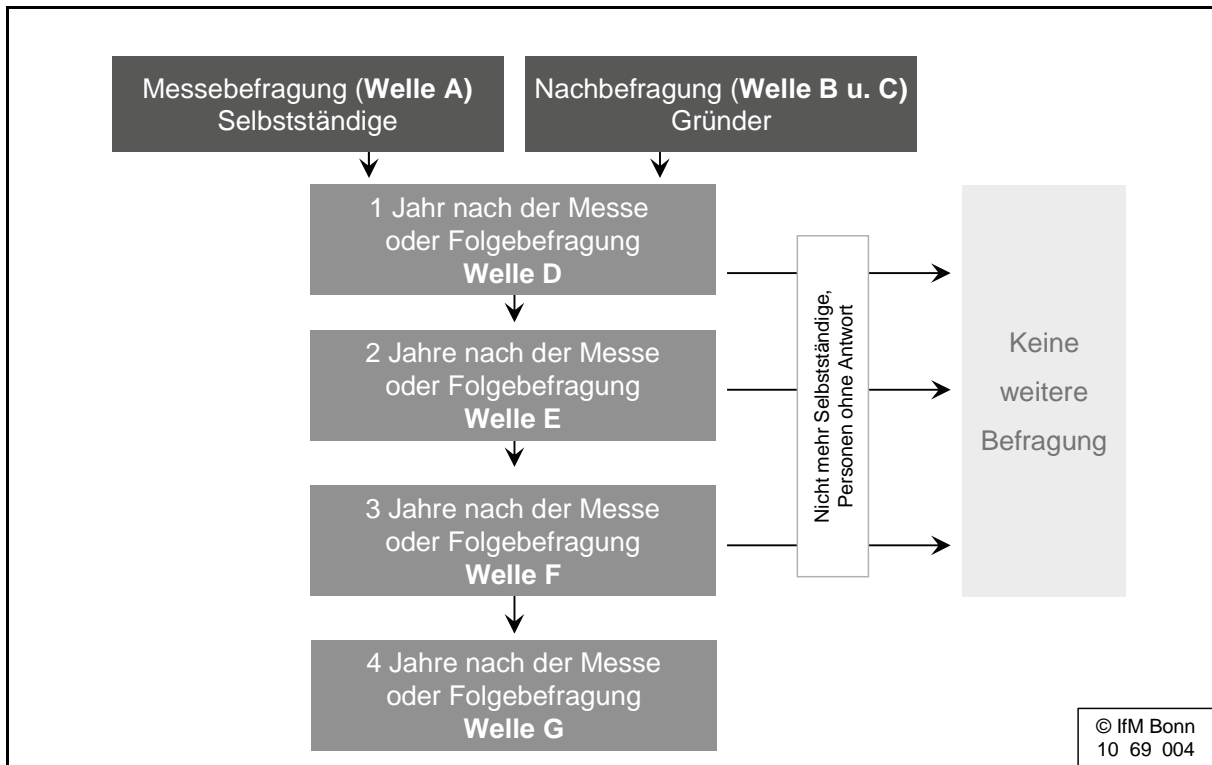 Messebefragung (Welle A)
Selbstständige
Nachbefragung (Welle B u. C)
Gründer
1 Jahr nach der Messe
oder Folgebefragung
Welle D
2 Jahre nach der Messe
oder Folgebefragung
Welle E
3 Jahre nach der Messe
oder Folgebefragung
Welle F
4 Jahre nach der Messe
oder Folgebefragung
Welle G
Nicht mehr Selbstständige,
Personen ohne Antwort
Keine
weitere
Befragung
© IfM Bonn
10 69 004